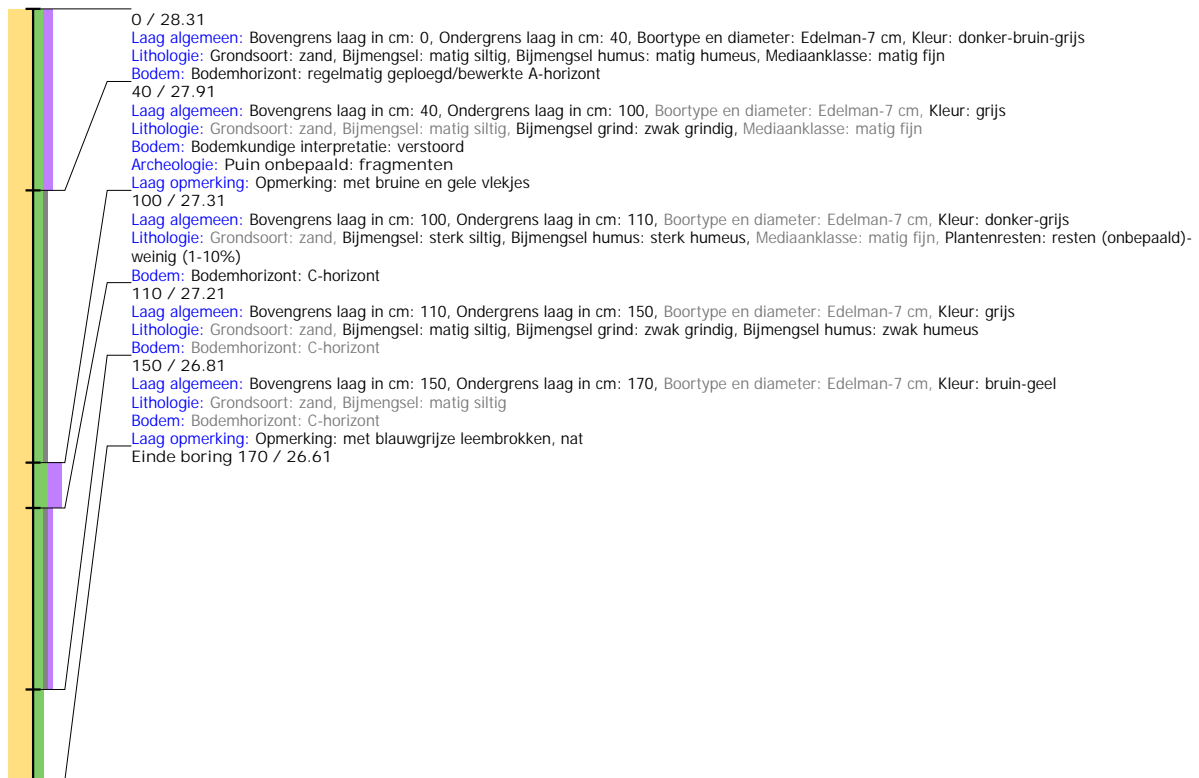 0 / 28.31
Laag algemeen: Bovengrens laag in cm: 0, Ondergrens laag in cm: 40, Boortype en diameter: Edelman-7 cm, Kleur: donker-bruin-grijs
Lithologie: Grondsoort: zand, Bijmengsel: matig siltig, Bijmengsel humus: matig humeus, Mediaanklasse: matig fijn
Bodem: Bodemhorizont: regelmatig geploegd/bewerkte A-horizont
40 / 27.91
Laag algemeen: Bovengrens laag in cm: 40, Ondergrens laag in cm: 100, Boortype en diameter: Edelman-7 cm, Kleur: grijs
Lithologie: Grondsoort: zand, Bijmengsel: matig siltig, Bijmengsel grind: zwak grindig, Mediaanklasse: matig fijn
Bodem: Bodemkundige interpretatie: verstoord
Archeologie: Puin onbepaald: fragmenten
Laag opmerking: Opmerking: met bruine en gele vlekjes
100 / 27.31
Laag algemeen: Bovengrens laag in cm: 100, Ondergrens laag in cm: 110, Boortype en diameter: Edelman-7 cm, Kleur: donker-grijs
Lithologie: Grondsoort: zand, Bijmengsel: sterk siltig, Bijmengsel humus: sterk humeus, Mediaanklasse: matig fijn, Plantenresten: resten (onbepaald)-
weinig (1-10%)
Bodem: Bodemhorizont: C-horizont
110 / 27.21
Laag algemeen: Bovengrens laag in cm: 110, Ondergrens laag in cm: 150, Boortype en diameter: Edelman-7 cm, Kleur: grijs
Lithologie: Grondsoort: zand, Bijmengsel: matig siltig, Bijmengsel grind: zwak grindig, Bijmengsel humus: zwak humeus
Bodem: Bodemhorizont: C-horizont
150 / 26.81
Laag algemeen: Bovengrens laag in cm: 150, Ondergrens laag in cm: 170, Boortype en diameter: Edelman-7 cm, Kleur: bruin-geel
Lithologie: Grondsoort: zand, Bijmengsel: matig siltig
Bodem: Bodemhorizont: C-horizont
Laag opmerking: Opmerking: met blauwgrijze leembrokken, nat
Einde boring 170 / 26.61